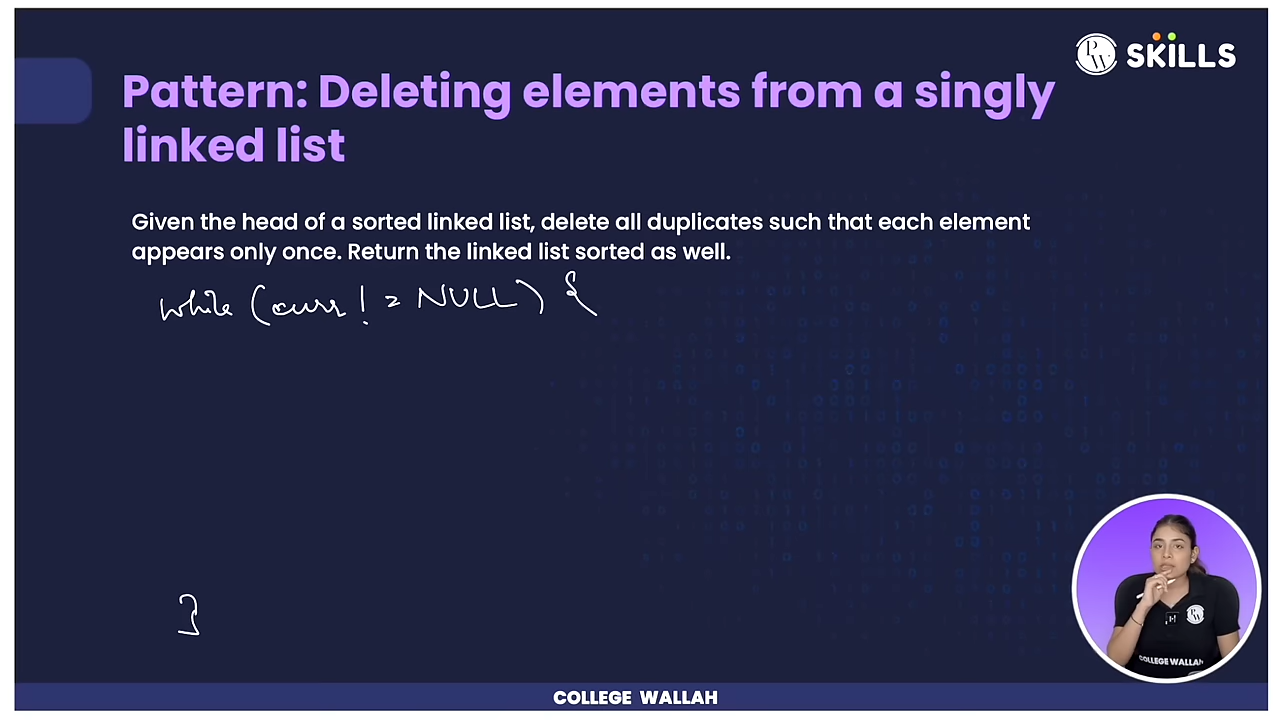 PW SKILLS
Pattern: Deleting elements from a singly
linked list
Given the head of a sorted linked list, delete all duplicates such that each element
appears only once. Return the linked list sorted as well.
while (curr != NULL) {
}
PW
COLLEGE WALLAH
COLLEGE WALLAH